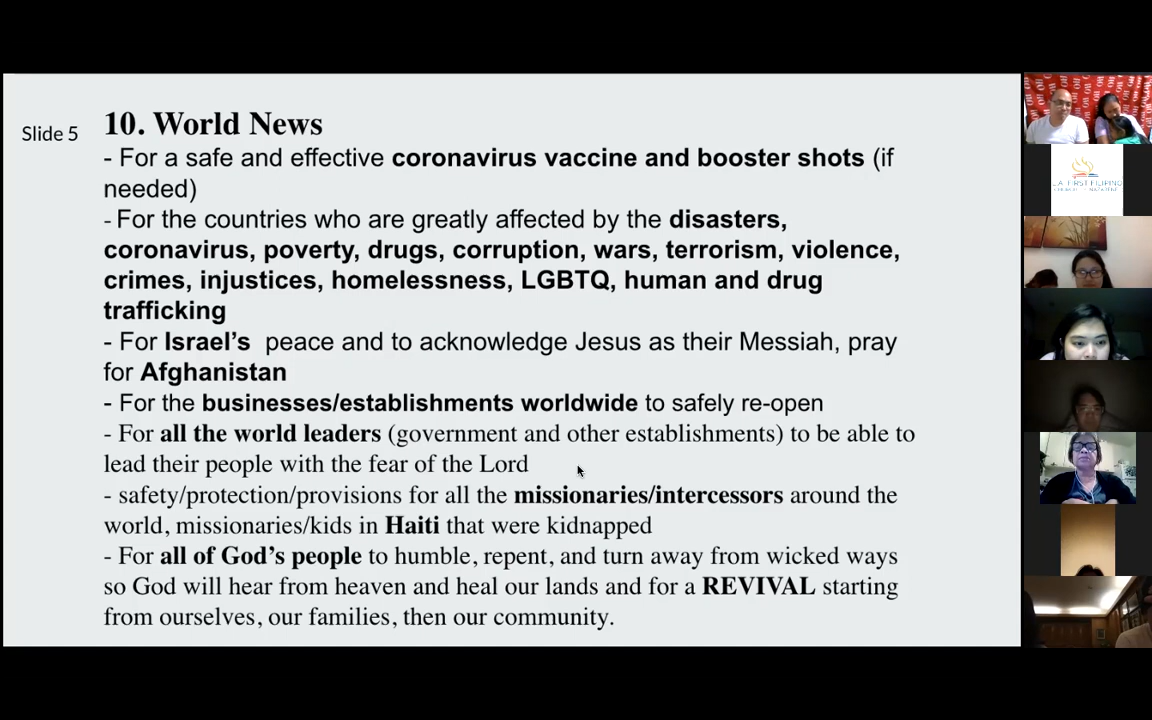 Slide 5
10. World News
- For a safe and effective coronavirus vaccine and booster shots (if
needed)
- For the countries who are greatly affected by the disasters,
coronavirus, poverty, drugs, corruption, wars, terrorism, violence,
crimes, injustices, homelessness, LGBTQ, human and drug
trafficking
- For Israel’s  peace and to acknowledge Jesus as their Messiah, pray
for Afghanistan
- For the businesses/establishments worldwide to safely re-open
- For all the world leaders (government and other establishments) to be able to
lead their people with the fear of the Lord
- safety/protection/provisions for all the missionaries/intercessors around the
world, missionaries/kids in Haiti that were kidnapped
- For all of God’s people to humble, repent, and turn away from wicked ways
so God will hear from heaven and heal our lands and for a REVIVAL starting
from ourselves, our families, then our community.
FIRST FILIPINO